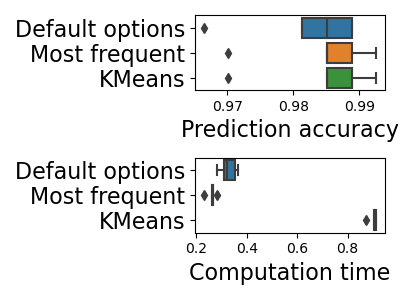 Default options
Most frequent
KMeans
0.97 0.98 0.99
Prediction accuracy
Default options
Most frequent
KMeans
0.2 0.4 0.6 0.8
Computation time